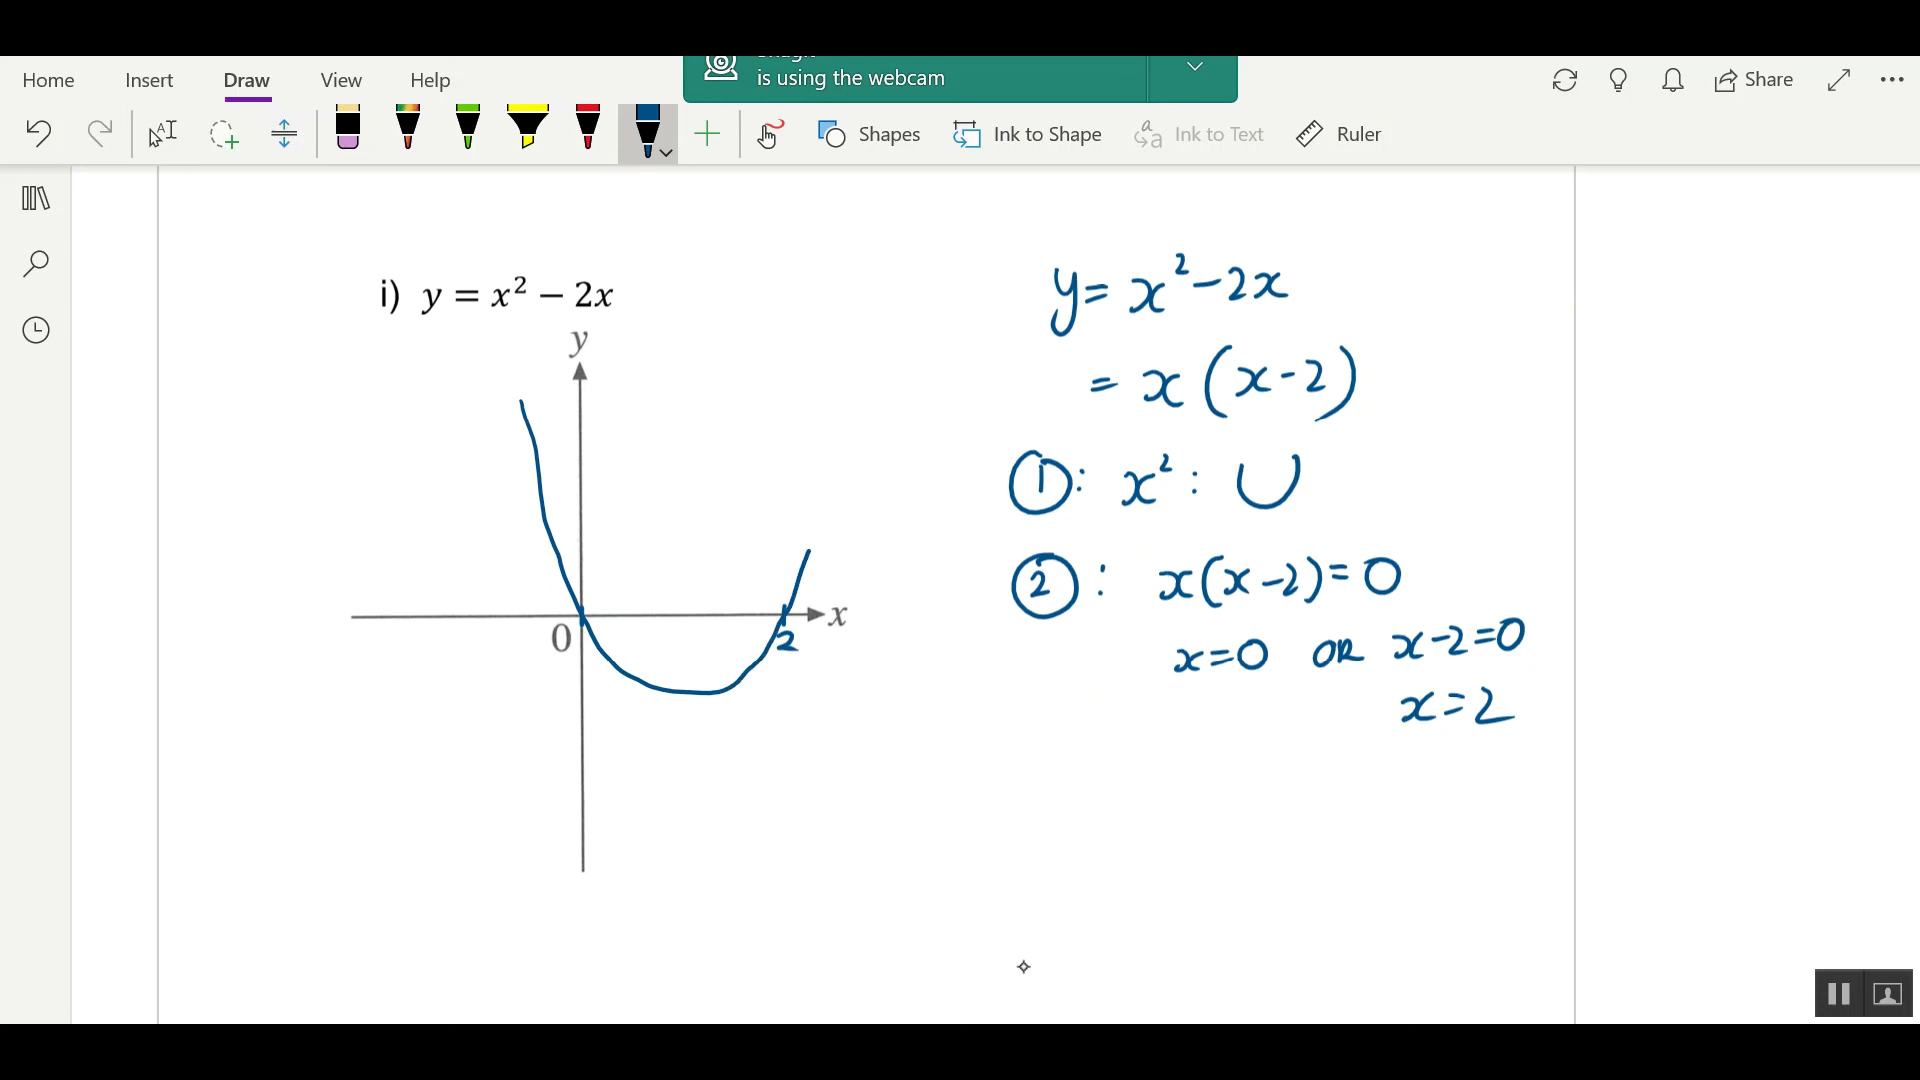 is using the webcam
Home Insert Draw View Help
Share
Shapes Ink to Shape Ink to Text Ruler
i) y = x² − 2x
y
x
0
2
y = x² - 2x
= x (x - 2)
①: x² : ∪
②: x(x - 2) = 0
x = 0 OR x - 2 = 0
x = 2